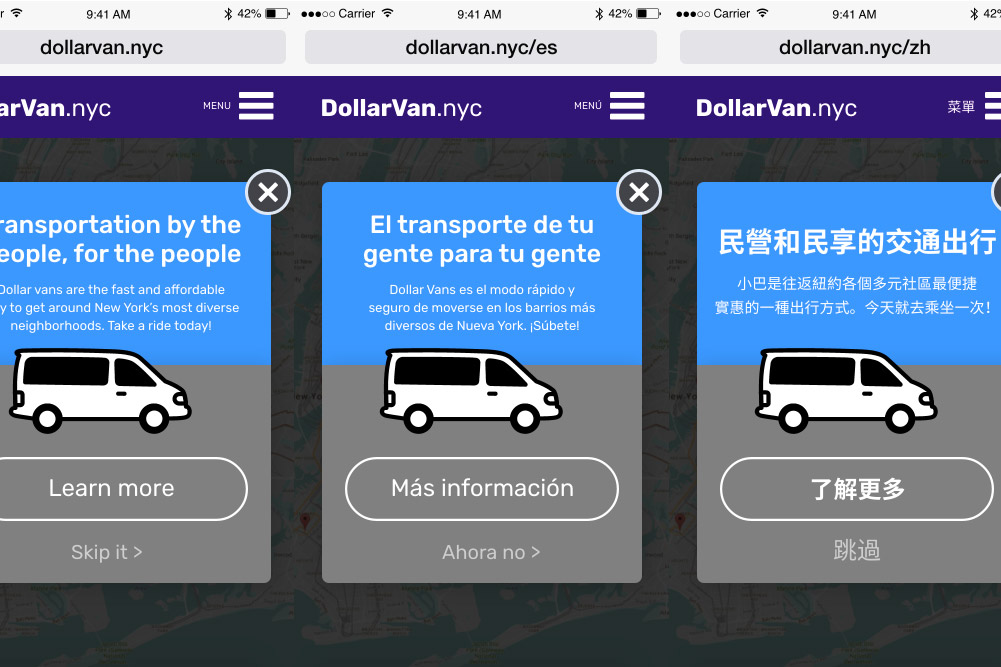 9:41 AM
42%
dollarvan.nyc
arVan.nyc
MENU
ransportation by the
eople, for the people
Dollar vans are the fast and affordable
y to get around New York's most diverse
neighborhoods. Take a ride today!
Learn more
Skip it >
Carrier
9:41 AM
42%
dollarvan.nyc/es
DollarVan.nyc
MENÚ
El transporte de tu
gente para tu gente
Dollar Vans es el modo rápido y
seguro de moverse en los barrios más
diversos de Nueva York. ¡Súbete!
Más información
Ahora no >
Carrier
9:41 AM
42%
dollarvan.nyc/zh
DollarVan.nyc
菜單
民營和民享的交通出行
小巴是往返紐約各個多元社區最便捷
實惠的一種出行方式。今天就去乘坐一次!
了解更多
跳過